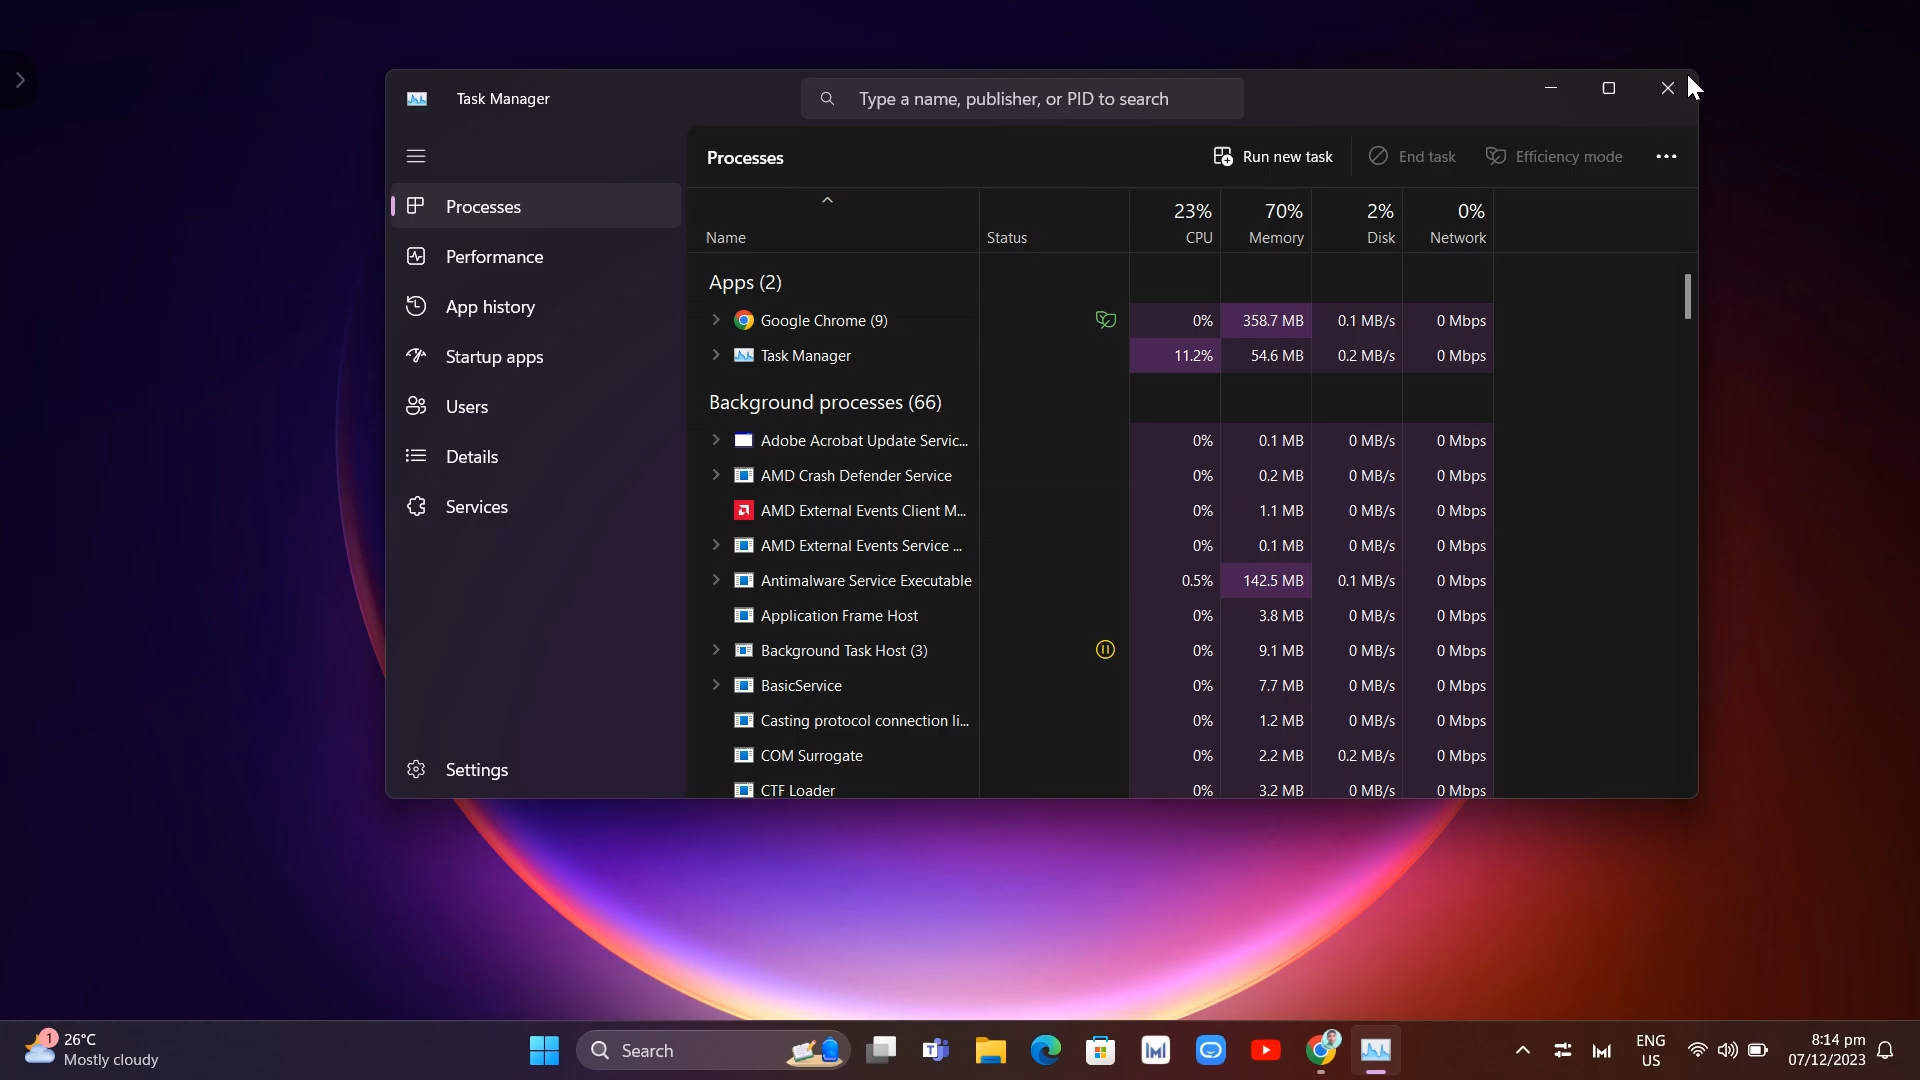 Task Manager
Type a name, publisher, or PID to search
Processes
Run new task
End task
Efficiency mode
Processes
Performance
App history
Startup apps
Users
Details
Services
Settings
23% 70% 2% 0%
Name Status CPU Memory Disk Network
Apps (2)
Google Chrome (9) 0% 358.7 MB 0.1 MB/s 0 Mbps
Task Manager 11.2% 54.6 MB 0.2 MB/s 0 Mbps
Background processes (66)
Adobe Acrobat Update Servic... 0% 0.1 MB 0 MB/s 0 Mbps
AMD Crash Defender Service 0% 0.2 MB 0 MB/s 0 Mbps
AMD External Events Client M... 0% 1.1 MB 0 MB/s 0 Mbps
AMD External Events Service ... 0% 0.1 MB 0 MB/s 0 Mbps
Antimalware Service Executable 0.5% 142.5 MB 0.1 MB/s 0 Mbps
Application Frame Host 0% 3.8 MB 0 MB/s 0 Mbps
Background Task Host (3) 0% 9.1 MB 0 MB/s 0 Mbps
BasicService 0% 7.7 MB 0 MB/s 0 Mbps
Casting protocol connection li... 0% 1.2 MB 0 MB/s 0 Mbps
COM Surrogate 0% 2.2 MB 0.2 MB/s 0 Mbps
CTF Loader 0% 3.2 MB 0 MB/s 0 Mbps
1
26°C
Mostly cloudy
Search
ENG
US
8:14 pm
07/12/2023